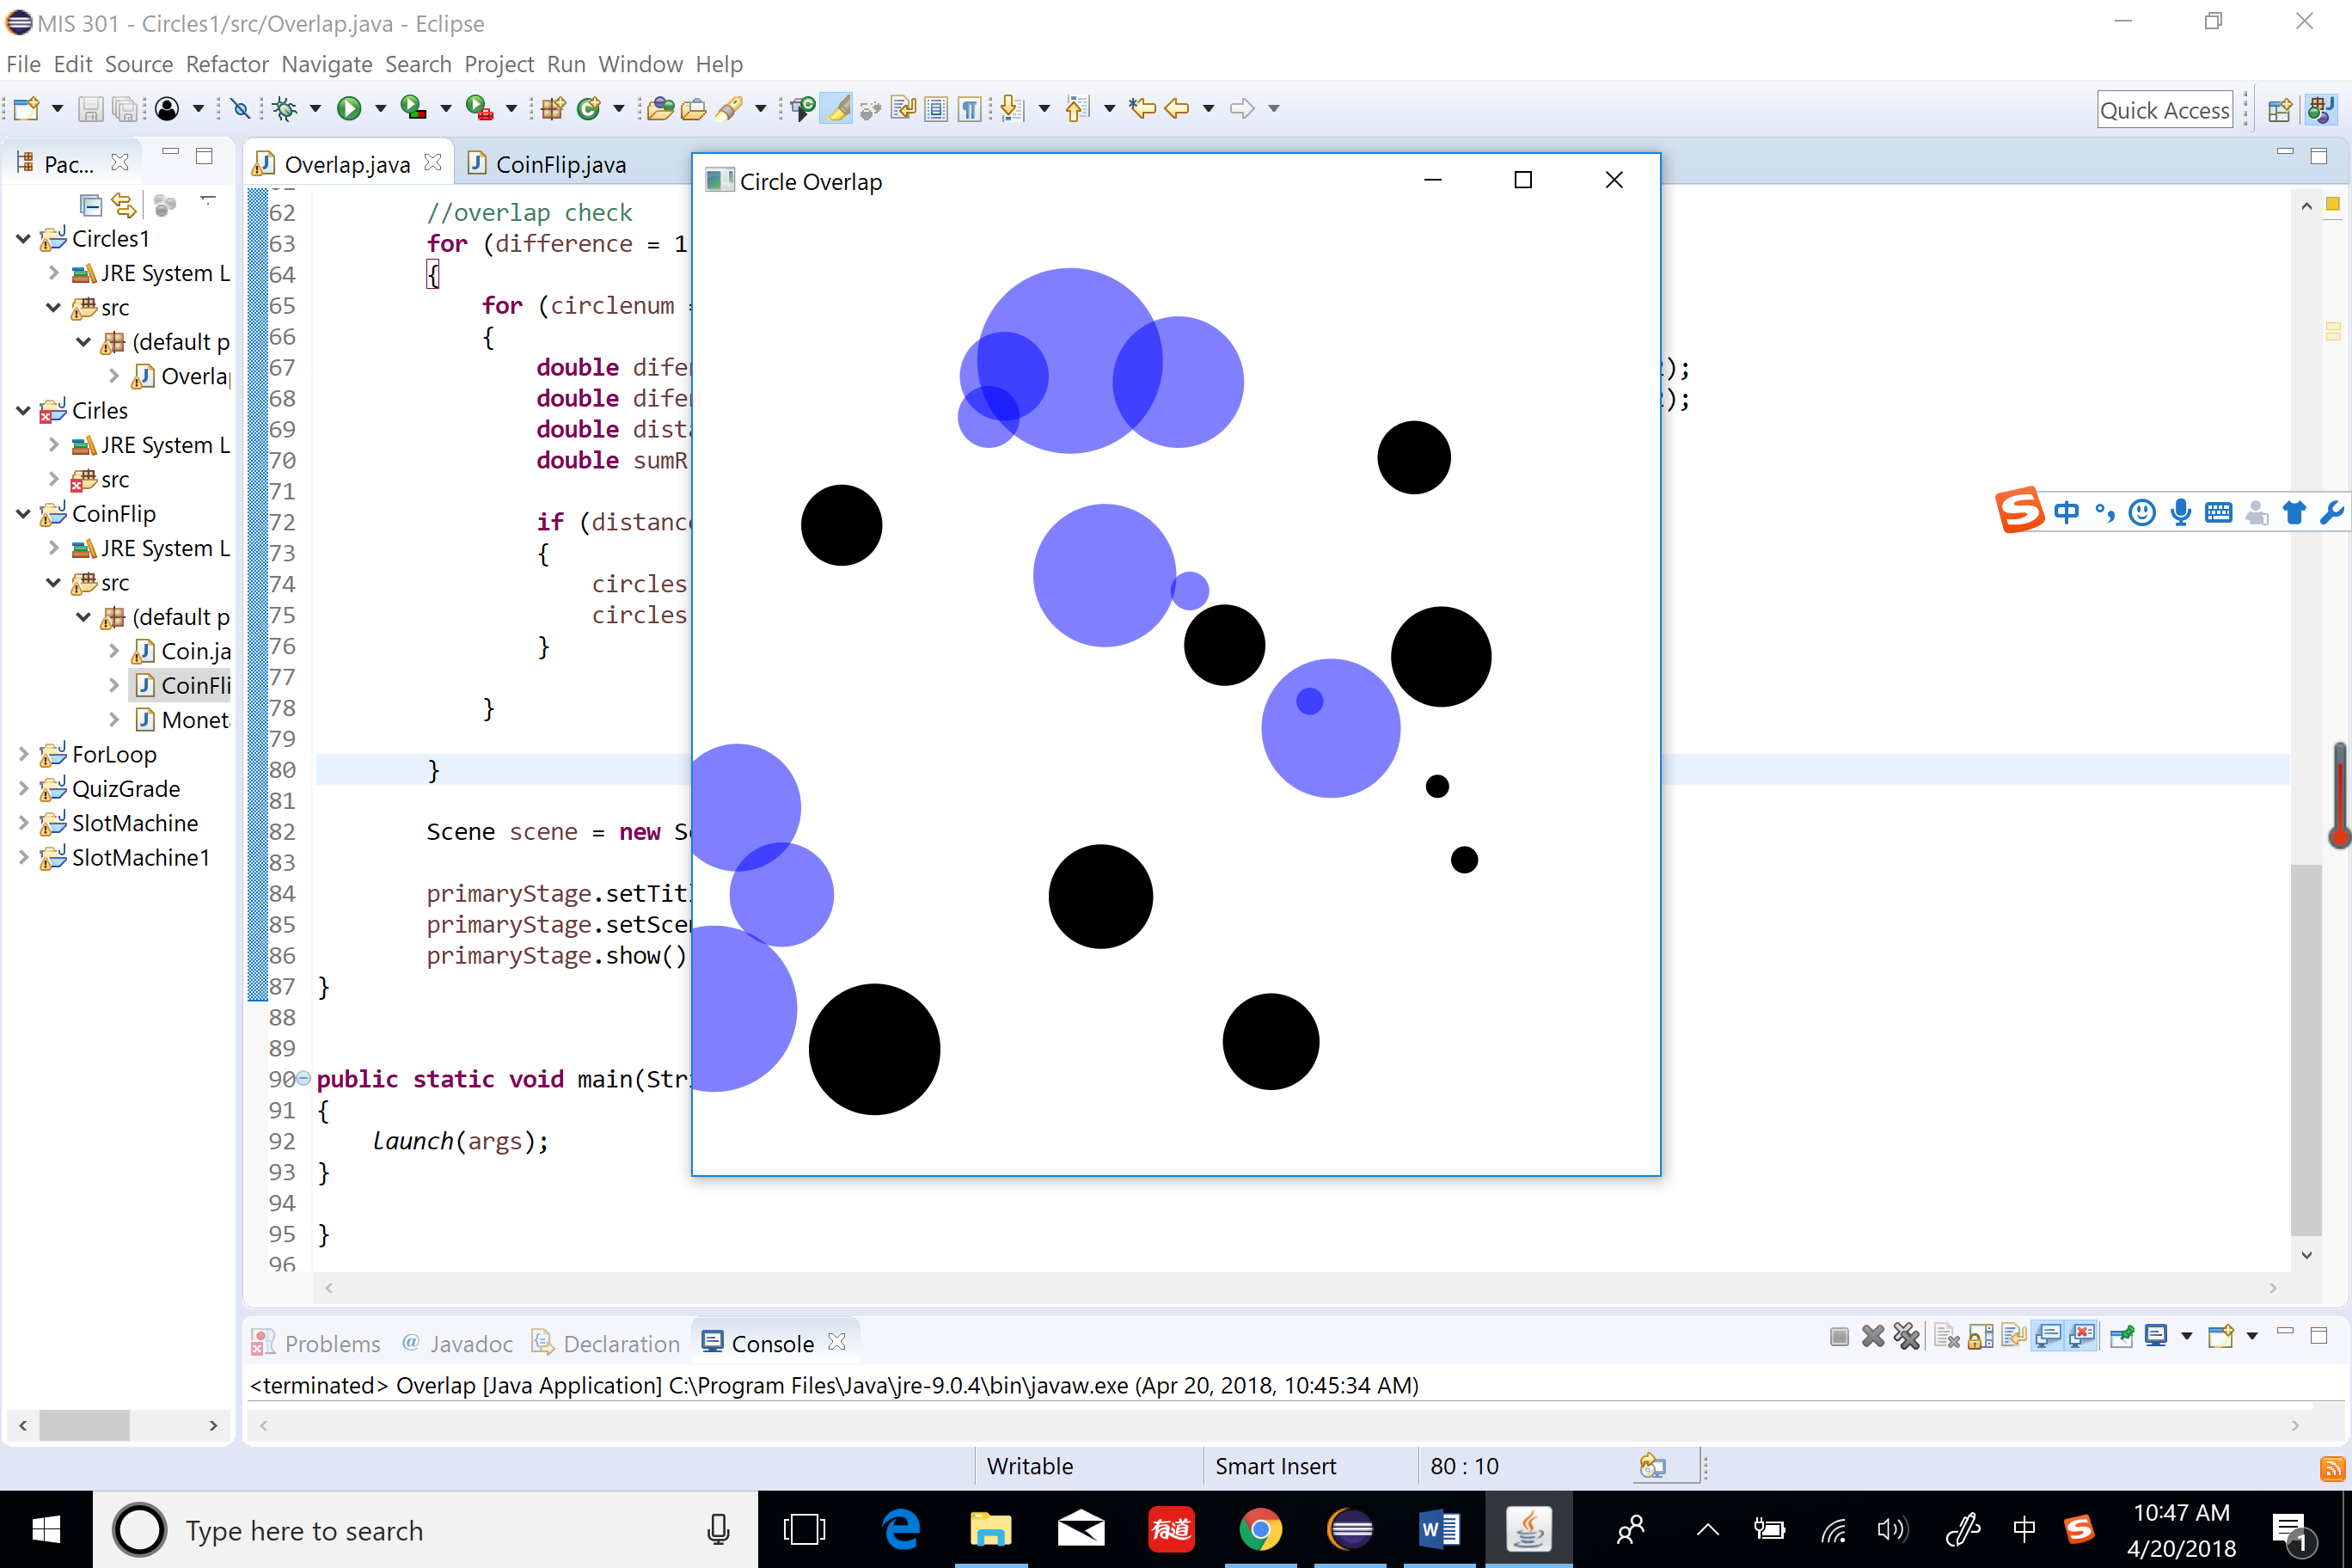 MIS 301 - Circles1/src/Overlap.java - Eclipse
File Edit Source Refactor Navigate Search Project Run Window Help
Quick Access
Pac...
Overlap.java
CoinFlip.java
Circles1
JRE System L
src
(default p
Overla
Cirles
JRE System L
src
CoinFlip
JRE System L
src
(default p
Coin.ja
CoinFli
Monet
ForLoop
QuizGrade
SlotMachine
SlotMachine1
62 //overlap check
63 for (difference = 1
64 {
65 for (circlenum
66 {
67 double difer 2);
68 double difer 2);
69 double dista
70 double sumR
71
72 if (distanc
73 {
74 circles
75 circles
76 }
77
78 }
79
80 }
81
82 Scene scene = new S
83
84 primaryStage.setTit
85 primaryStage.setSce
86 primaryStage.show()
87 }
88
89
90 public static void main(Str
91 {
92 launch(args);
93 }
94
95 }
96
Circle Overlap
中
Problems
@ Javadoc
Declaration
Console
<terminated> Overlap [Java Application] C:\Program Files\Java\jre-9.0.4\bin\javaw.exe (Apr 20, 2018, 10:45:34 AM)
Writable
Smart Insert
80 : 10
Type here to search
有道
中
10:47 AM
4/20/2018
1